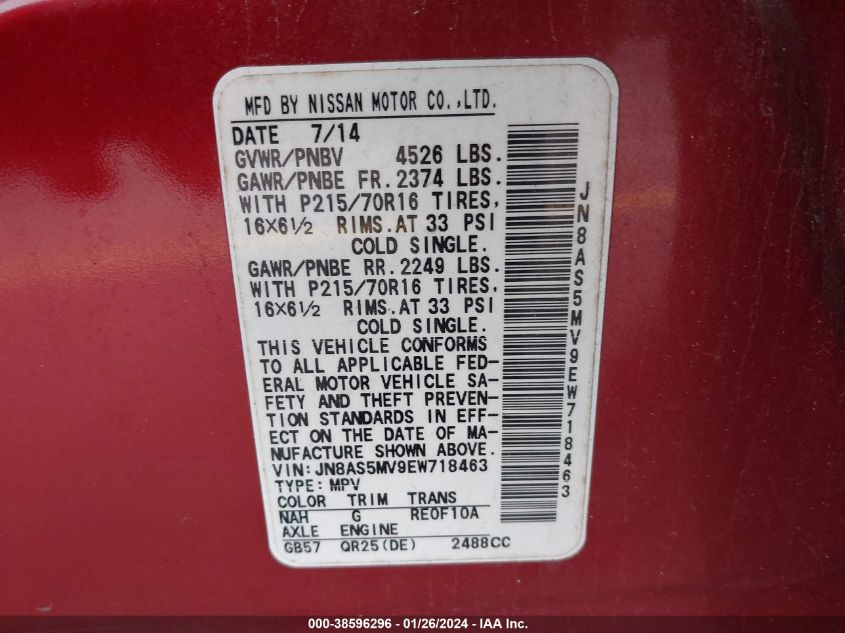 MFD BY NISSAN MOTOR CO.,LTD.
DATE 7/14
GVWR/PNBV 4526 LBS.
GAWR/PNBE FR. 2374 LBS.
WITH P215/70R16 TIRES,
16X6½ RIMS.AT 33 PSI
COLD SINGLE.
GAWR/PNBE RR. 2249 LBS.
WITH P215/70R16 TIRES,
16X6½ RIMS.AT 33 PSI
COLD SINGLE.
THIS VEHICLE CONFORMS
TO ALL APPLICABLE FED-
ERAL MOTOR VEHICLE SA-
FETY AND THEFT PREVEN-
TION STANDARDS IN EFF-
ECT ON THE DATE OF MA-
NUFACTURE SHOWN ABOVE.
VIN:JN8AS5MV9EW718463
TYPE: MPV
COLOR TRIM TRANS
NAH G RE0F10A
AXLE ENGINE
GB57 QR25(DE) 2488CC
JN8AS5MV9EW718463
000-38596296 - 01/26/2024 - IAAI Inc.